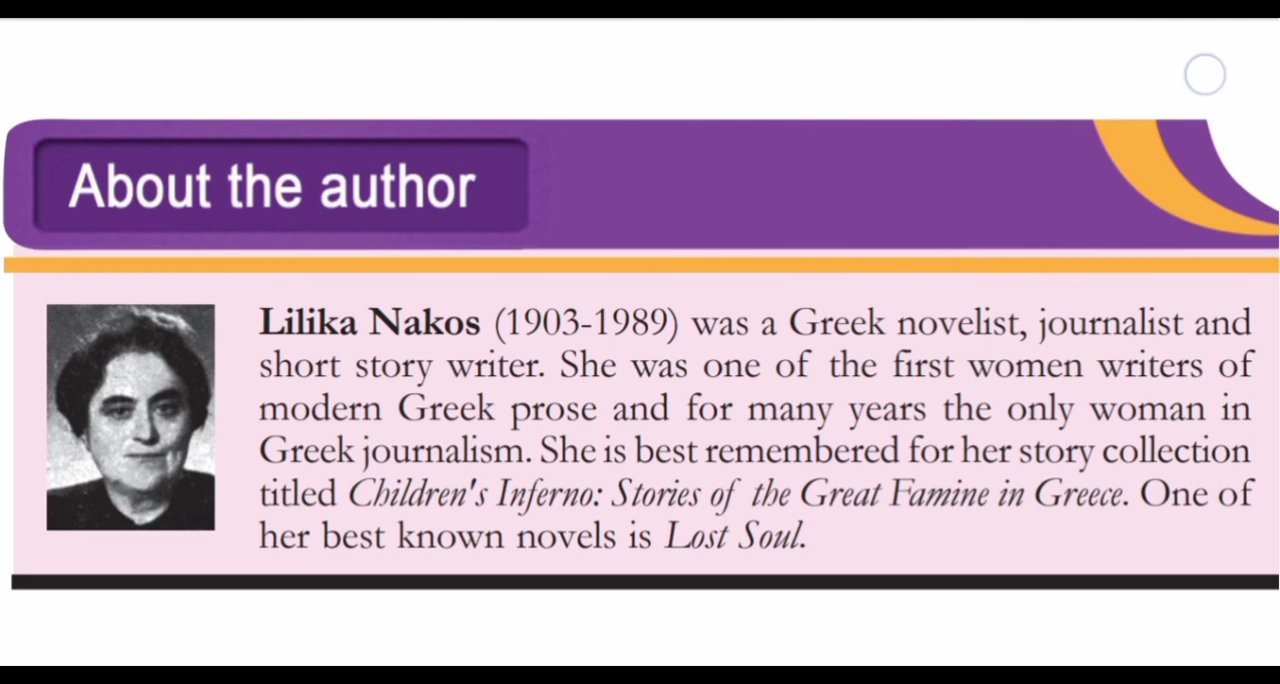 About the author
Lilika Nakos (1903-1989) was a Greek novelist, journalist and
short story writer. She was one of the first women writers of
modern Greek prose and for many years the only woman in
Greek journalism. She is best remembered for her story collection
titled Children's Inferno: Stories of the Great Famine in Greece. One of
her best known novels is Lost Soul.